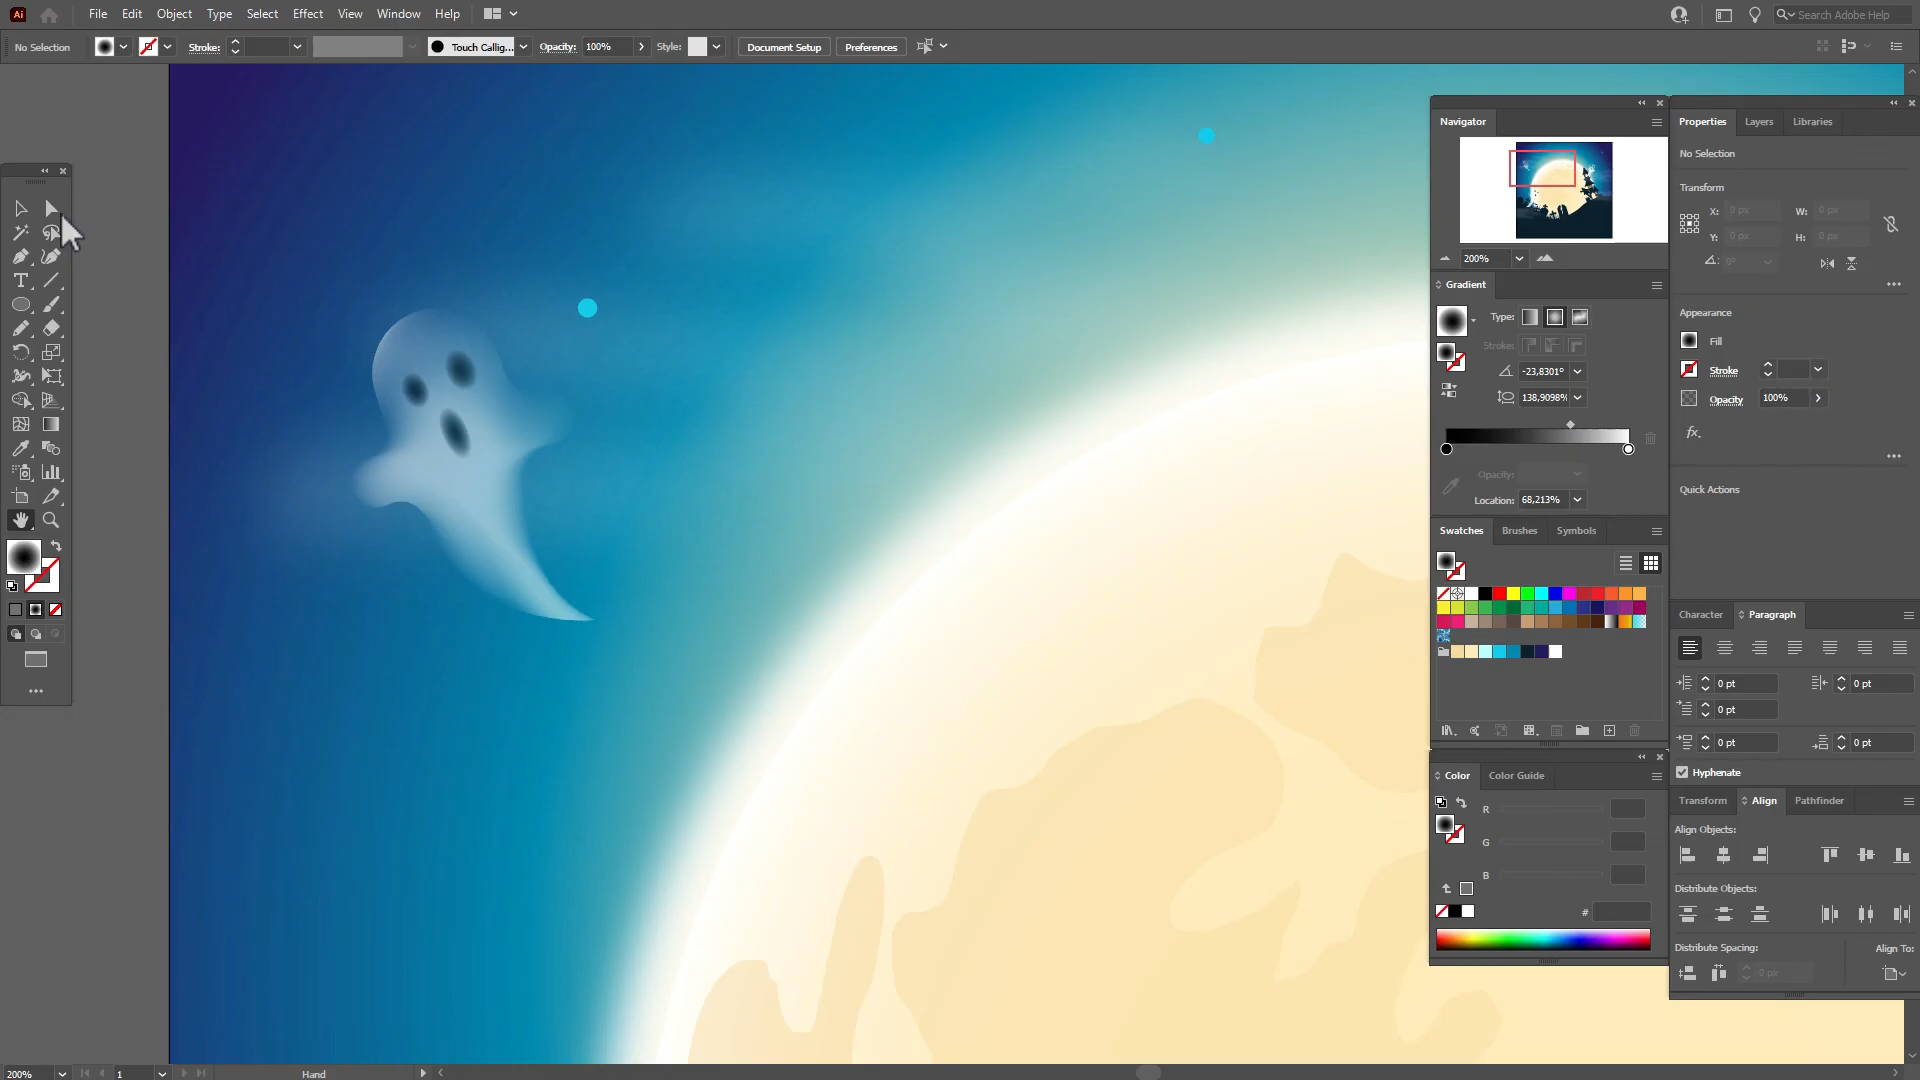 Ai File Edit Object Type Select Effect View Window Help Search Adobe Help
No Selection Stroke: Touch Callig... Opacity: 100% Style: Document Setup Preferences
Navigator
200%
Gradient
Type:
Stroke:
-23,8301°
138,9098%
Opacity:
Location: 68,213%
Swatches Brushes Symbols
Color Color Guide
R
G
B
#
Properties Layers Libraries
No Selection
Transform
X: 0 px W: 0 px
Y: 0 px H: 0 px
0°
Appearance
Fill
Stroke
Opacity 100%
fx.
Quick Actions
Character Paragraph
0 pt 0 pt
0 pt
0 pt 0 pt
Hyphenate
Transform Align Pathfinder
Align Objects:
Distribute Objects:
Distribute Spacing: Align To:
0 px
200% 1 Hand